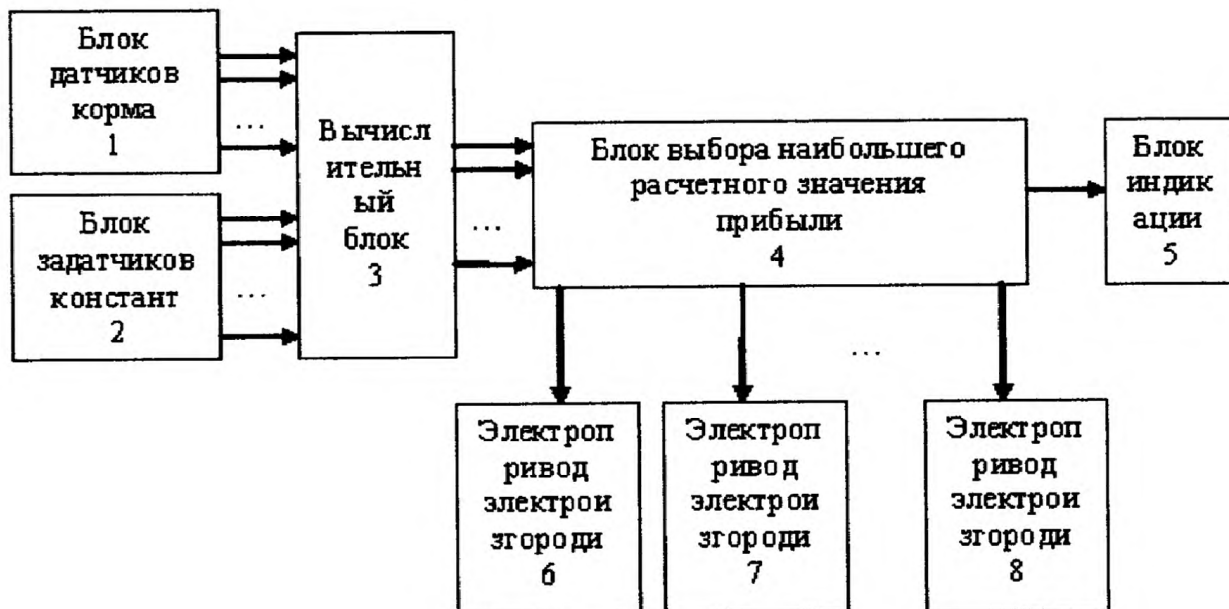 Блок
датчиков
корма
1
...
Блок
задатчиков
констант
2
...
Вычисл
ительн
ый
блок
3
...
Блок выбора наибольшего
расчетного значения
прибыли
4
Блок
индик
ации
5
...
Электроп
ривод
электрои
згороди
6
Электроп
ривод
электрои
згороди
7
Электроп
ривод
электрои
згороди
8